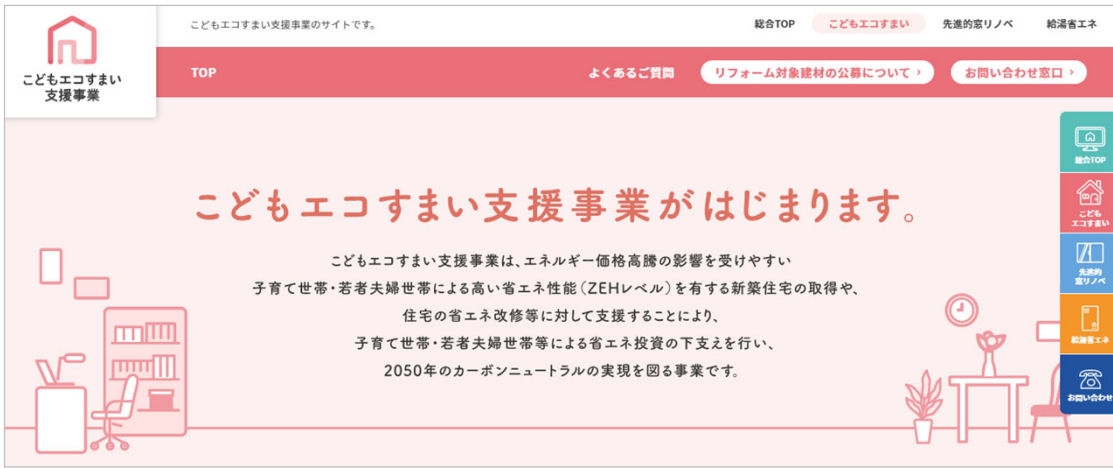 こどもエコすまい
支援事業
こどもエコすまい支援事業のサイトです。
総合TOP こどもエコすまい 先進的窓リノベ 給湯省エネ
TOP よくあるご質問 リフォーム対象建材の公募について › お問い合わせ窓口 ›
こどもエコすまい支援事業がはじまります。
こどもエコすまい支援事業は、エネルギー価格高騰の影響を受けやすい
子育て世帯・若者夫婦世帯による高い省エネ性能（ZEHレベル）を有する新築住宅の取得や、
住宅の省エネ改修等に対して支援することにより、
子育て世帯・若者夫婦世帯等による省エネ投資の下支えを行い、
2050年のカーボンニュートラルの実現を図る事業です。
総合TOP
こども
エコすまい
先進的
窓リノベ
給湯省エネ
お問い合わせ